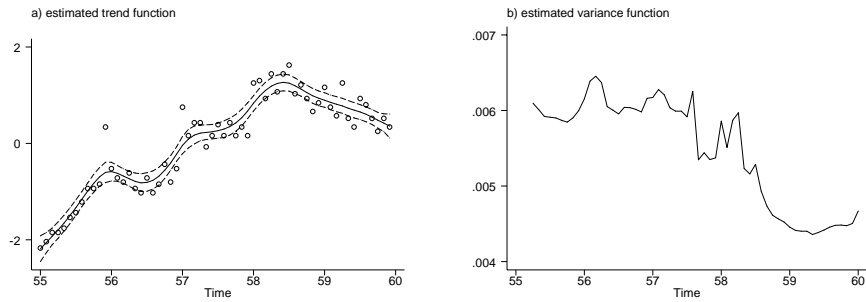 a) estimated trend function
2
0
-2
55 56 57 58 59 60
Time
b) estimated variance function
.007
.006
.005
.004
55 56 57 58 59 60
Time